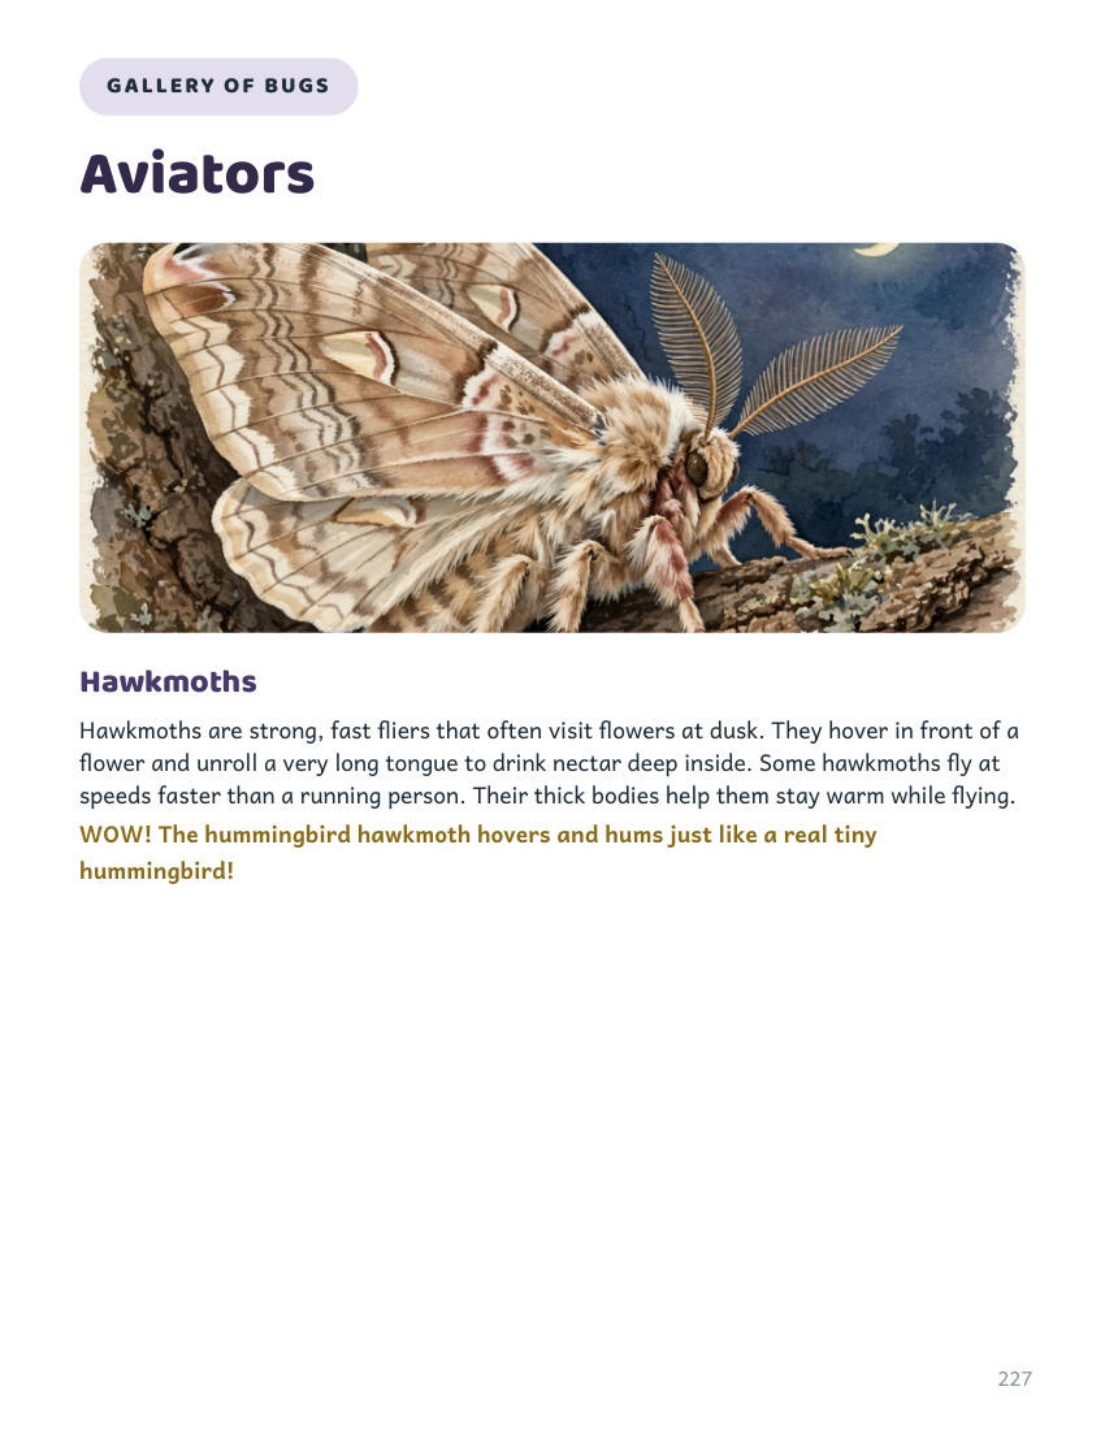 GALLERY OF BUGS
Aviators
Hawkmoths
Hawkmoths are strong, fast fliers that often visit flowers at dusk. They hover in front of a
flower and unroll a very long tongue to drink nectar deep inside. Some hawkmoths fly at
speeds faster than a running person. Their thick bodies help them stay warm while flying.
WOW! The hummingbird hawkmoth hovers and hums just like a real tiny
hummingbird!
227